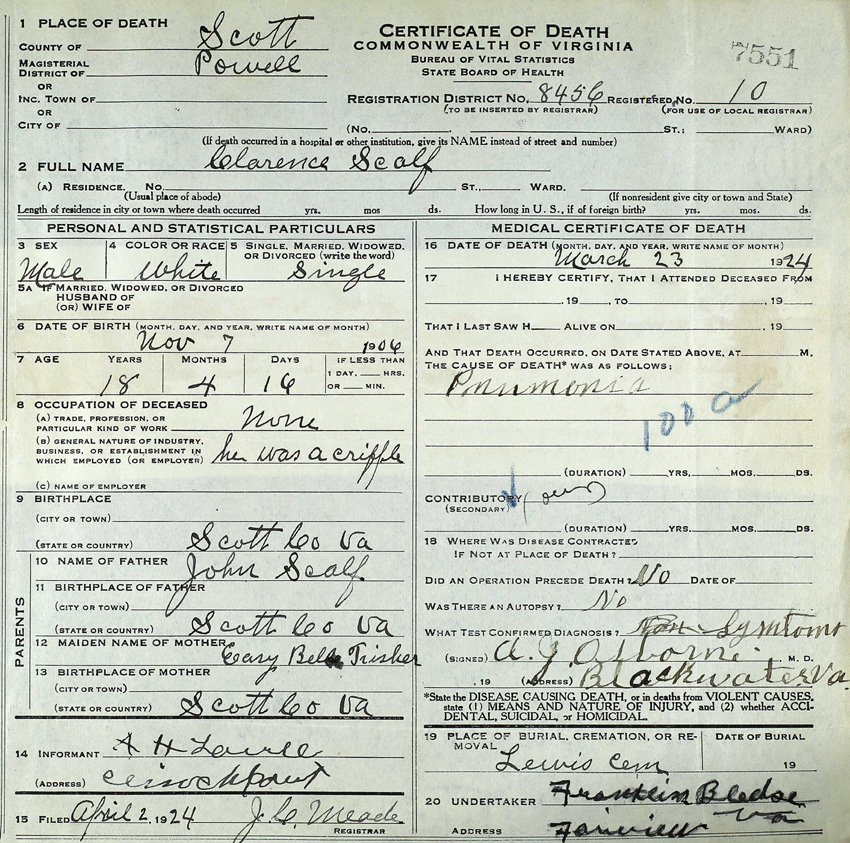 1 PLACE OF DEATH
COUNTY OF Scott
MAGISTERIAL DISTRICT OF Powell
OR
INC. TOWN OF
OR
CITY OF
CERTIFICATE OF DEATH
COMMONWEALTH OF VIRGINIA
BUREAU OF VITAL STATISTICS
STATE BOARD OF HEALTH
7551
REGISTRATION DISTRICT NO. 8456 REGISTERED NO. 10
(TO BE INSERTED BY REGISTRAR) (FOR USE OF LOCAL REGISTRAR)
(NO. ST.; WARD)
(If death occurred in a hospital or other institution, give its NAME instead of street and number)
2 FULL NAME Clarence Scalf
(A) RESIDENCE. NO. ST., WARD.
(Usual place of abode) (If nonresident give city or town and State)
Length of residence in city or town where death occurred yrs. mos ds. How long in U. S., if of foreign birth? yrs. mos. ds.
PERSONAL AND STATISTICAL PARTICULARS
3 SEX 4 COLOR OR RACE 5 SINGLE, MARRIED, WIDOWED, OR DIVORCED (write the word)
Male White Single
5A IF MARRIED, WIDOWED, OR DIVORCED
HUSBAND OF
(OR) WIFE OF
6 DATE OF BIRTH (MONTH, DAY, AND YEAR, WRITE NAME OF MONTH)
Nov 7 1906
7 AGE YEARS MONTHS DAYS IF LESS THAN
1 DAY, HRS.
OR MIN.
18 4 16
8 OCCUPATION OF DECEASED
(A) TRADE, PROFESSION, OR PARTICULAR KIND OF WORK None
(B) GENERAL NATURE OF INDUSTRY, BUSINESS, OR ESTABLISHMENT IN WHICH EMPLOYED (OR EMPLOYER) he was a cripple
(C) NAME OF EMPLOYER
9 BIRTHPLACE
(CITY OR TOWN)
(STATE OR COUNTRY) Scott Co Va
PARENTS
10 NAME OF FATHER John Scalf
11 BIRTHPLACE OF FATHER
(CITY OR TOWN)
(STATE OR COUNTRY) Scott Co Va
12 MAIDEN NAME OF MOTHER Cary Bell Trisher
13 BIRTHPLACE OF MOTHER
(CITY OR TOWN)
(STATE OR COUNTRY) Scott Co Va
14 INFORMANT A H
(ADDRESS)
15 FILED April 2, 1924 J. C. Meade
REGISTRAR
MEDICAL CERTIFICATE OF DEATH
16 DATE OF DEATH (MONTH, DAY, AND YEAR, WRITE NAME OF MONTH)
March 23 1924
17 I HEREBY CERTIFY, THAT I ATTENDED DECEASED FROM
, 19 , TO , 19
THAT I LAST SAW H ALIVE ON , 19
AND THAT DEATH OCCURRED, ON DATE STATED ABOVE, AT M.
THE CAUSE OF DEATH* WAS AS FOLLOWS:
Pnumonia
100 a
(DURATION) YRS. MOS. DS.
CONTRIBUTORY
(SECONDARY)
(DURATION) YRS. MOS. DS.
18 WHERE WAS DISEASE CONTRACTED
IF NOT AT PLACE OF DEATH?
DID AN OPERATION PRECEDE DEATH? No DATE OF
WAS THERE AN AUTOPSY? No
WHAT TEST CONFIRMED DIAGNOSIS? Symtoms
(SIGNED) A. J. Osborne M. D.
, 19 (ADDRESS) Blackwater Va.
*State the DISEASE CAUSING DEATH, or in deaths from VIOLENT CAUSES, state (1) MEANS AND NATURE OF INJURY, and (2) whether ACCIDENTAL, SUICIDAL, or HOMICIDAL.
19 PLACE OF BURIAL, CREMATION, OR REMOVAL DATE OF BURIAL
Lewis Cem 19
20 UNDERTAKER Franklin Bledsoe
ADDRESS Fairview Va